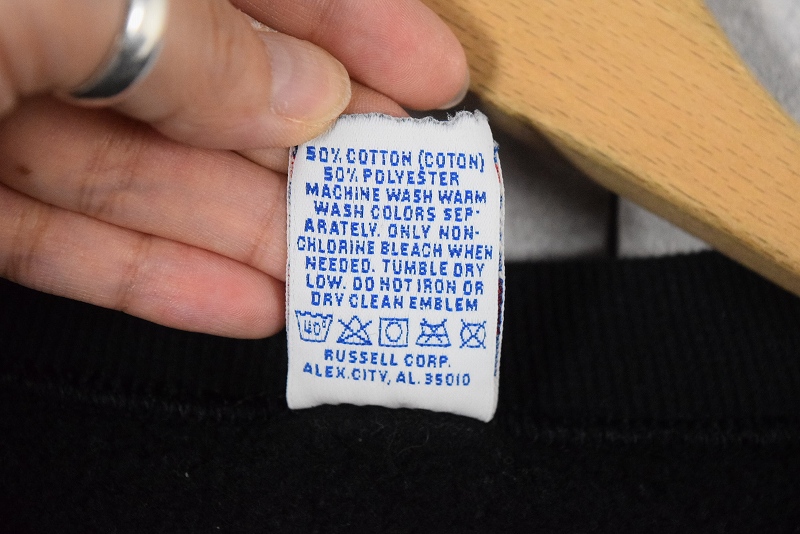 50% COTTON (COTON)
50% POLYESTER
MACHINE WASH WARM
WASH COLORS SEP-
ARATELY. ONLY NON-
CHLORINE BLEACH WHEN
NEEDED. TUMBLE DRY
LOW. DO NOT IRON OR
DRY CLEAN EMBLEM
40°
RUSSELL CORP.
ALEX.CITY, AL. 35010